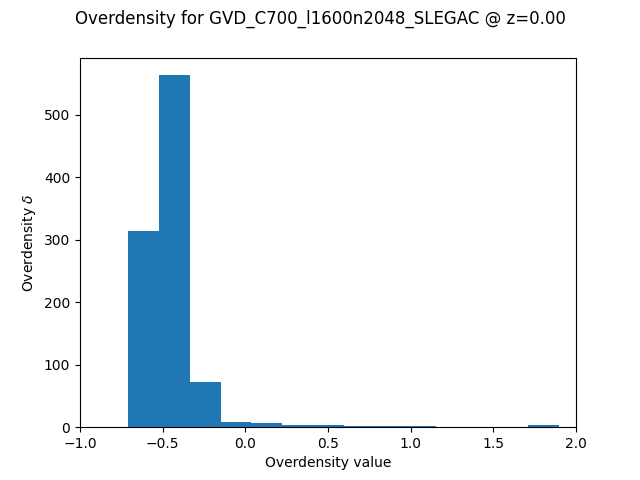 Overdensity for GVD_C700_l1600n2048_SLEGAC @ z=0.00
Overdensity δ
500
400
300
200
100
0
−1.0 −0.5 0.0 0.5 1.0 1.5 2.0
Overdensity value